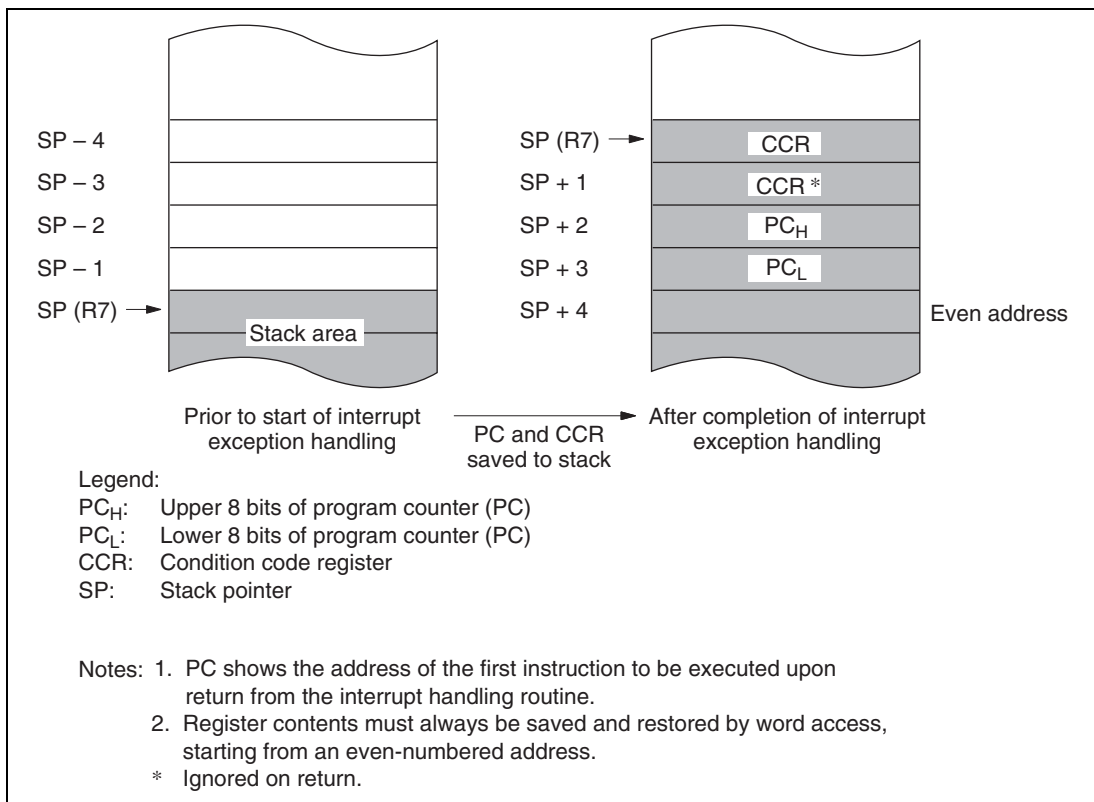 SP – 4
SP – 3
SP – 2
SP – 1
SP (R7)
Stack area
SP (R7)
SP + 1
SP + 2
SP + 3
SP + 4
CCR
CCR *
PCH
PCL
Even address
Prior to start of interrupt
exception handling
PC and CCR
saved to stack
After completion of interrupt
exception handling
Legend:
PCH: Upper 8 bits of program counter (PC)
PCL: Lower 8 bits of program counter (PC)
CCR: Condition code register
SP: Stack pointer
Notes: 1. PC shows the address of the first instruction to be executed upon
return from the interrupt handling routine.
2. Register contents must always be saved and restored by word access,
starting from an even-numbered address.
* Ignored on return.